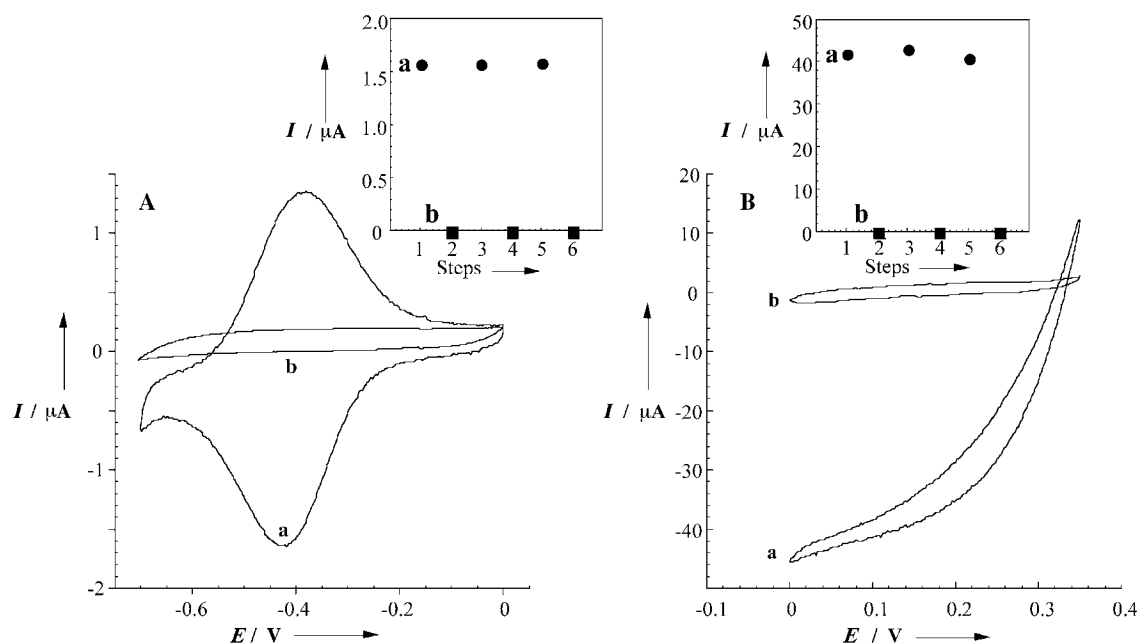 A
1
0
-1
-2
I / μA
-0.6
-0.4
-0.2
0
E / V
a
b
2.0
1.5
1.0
0.5
0
I / μA
a
b
1 2 3 4 5 6
Steps
B
20
10
0
-10
-20
-30
-40
I / μA
-0.1
0
0.1
0.2
0.3
0.4
E / V
b
a
50
40
30
20
10
0
I / μA
a
b
1 2 3 4 5 6
Steps